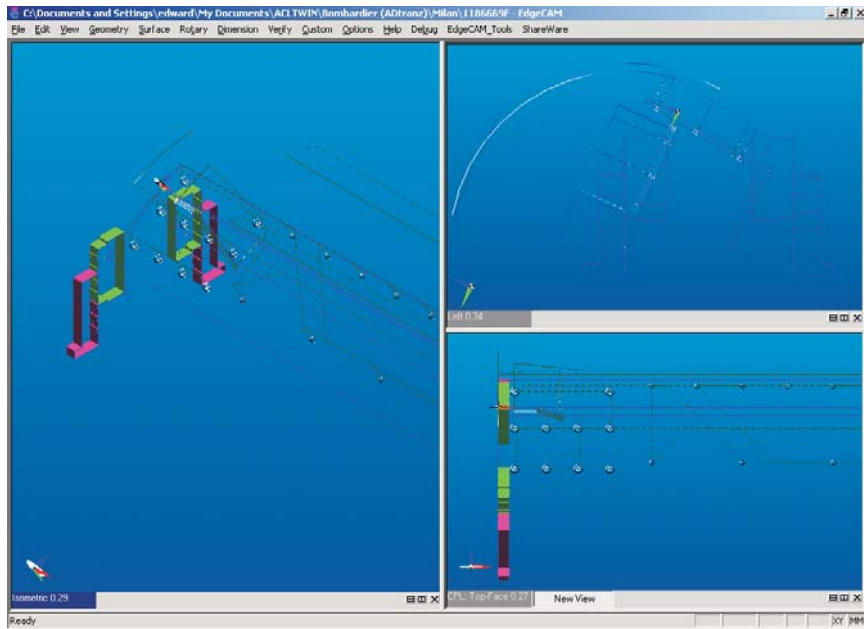 C:\Documents and Settings\edward\My Documents\ACLTWIN\Bombardier (ADtranz)\Milan\1186669F - EdgeCAM
File Edit View Geometry Surface Rotary Dimension Verify Custom Options Help Debug EdgeCAM_Tools ShareWare
Left 0.34
Isometric 0.29
CPL: Top-Face 0.27 New View
Ready XY MM